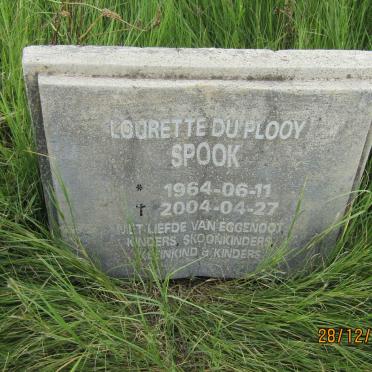 LOURETTE DU PLOOY
SPOOK
* 1964-06-11
† 2004-04-27
MET LIEFDE VAN EGGENOOT,
KINDERS, SKOONKINDERS,
KLEINKIND & KINDERS
28/12/